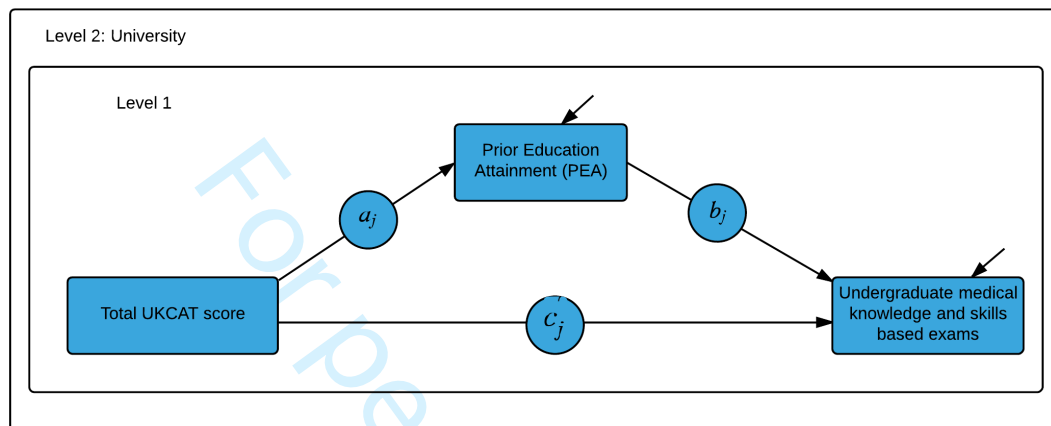 Level 2: University
Level 1
Prior Education
Attainment (PEA)
aj
bj
Total UKCAT score
c'j
Undergraduate medical
knowledge and skills
based exams
For pe